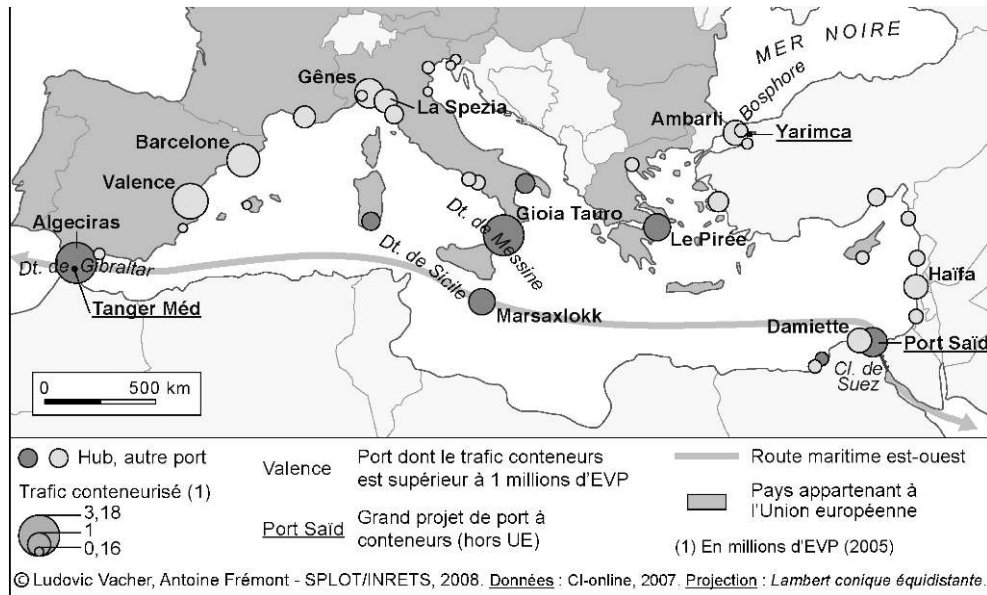 MER NOIRE
Bosphore
Gênes
La Spezia
Ambarli
Yarimca
Barcelone
Valence
Algeciras
Dt. de Messine
Gioia Tauro
Le Pirée
Dt. de Gibraltar
Dt. de Sicile
Haïfa
Tanger Méd
Marsaxlokk
Damiette
Port Saïd
Cl. de
Suez
0 500 km
Hub, autre port
Trafic conteneurisé (1)
3,18
1
0,16
Valence
Port dont le trafic conteneurs
est supérieur à 1 millions d'EVP
Port Saïd
Grand projet de port à
conteneurs (hors UE)
Route maritime est-ouest
Pays appartenant à
l'Union européenne
(1) En millions d'EVP (2005)
© Ludovic Vacher, Antoine Frémont - SPLOT/INRETS, 2008. Données : CI-online, 2007. Projection : Lambert conique équidistante.